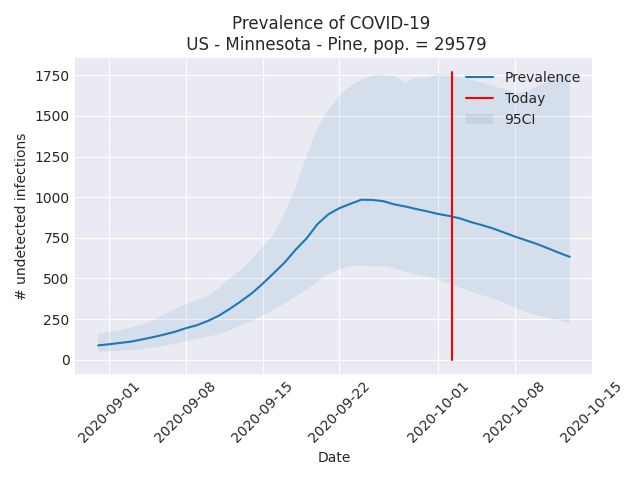 Prevalence of COVID-19
US - Minnesota - Pine, pop. = 29579
Prevalence
Today
95CI
# undetected infections
1750
1500
1250
1000
750
500
250
0
2020-09-01
2020-09-08
2020-09-15
2020-09-22
2020-10-01
2020-10-08
2020-10-15
Date